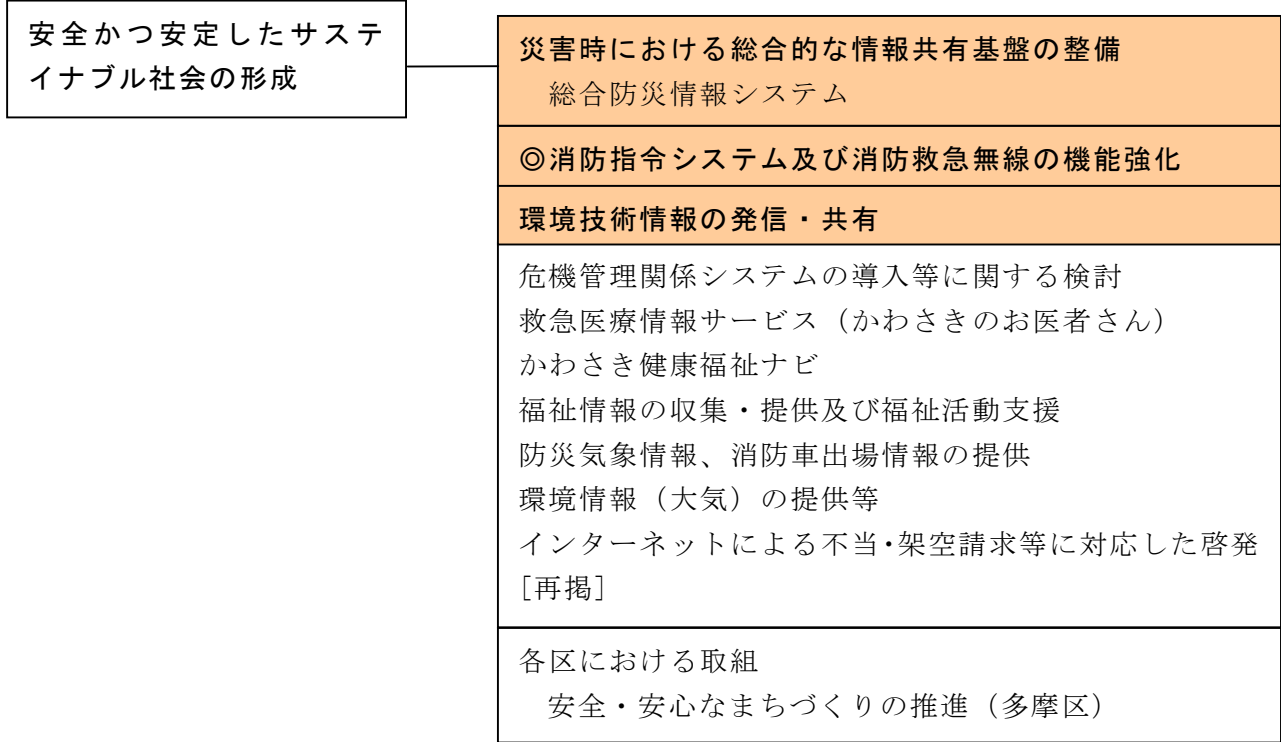 安全かつ安定したサステ
イナブル社会の形成
災害時における総合的な情報共有基盤の整備
総合防災情報システム
◎消防指令システム及び消防救急無線の機能強化
環境技術情報の発信・共有
危機管理関係システムの導入等に関する検討
救急医療情報サービス（かわさきのお医者さん）
かわさき健康福祉ナビ
福祉情報の収集・提供及び福祉活動支援
防災気象情報、消防車出場情報の提供
環境情報（大気）の提供等
インターネットによる不当･架空請求等に対応した啓発
[再掲]
各区における取組
安全・安心なまちづくりの推進（多摩区）